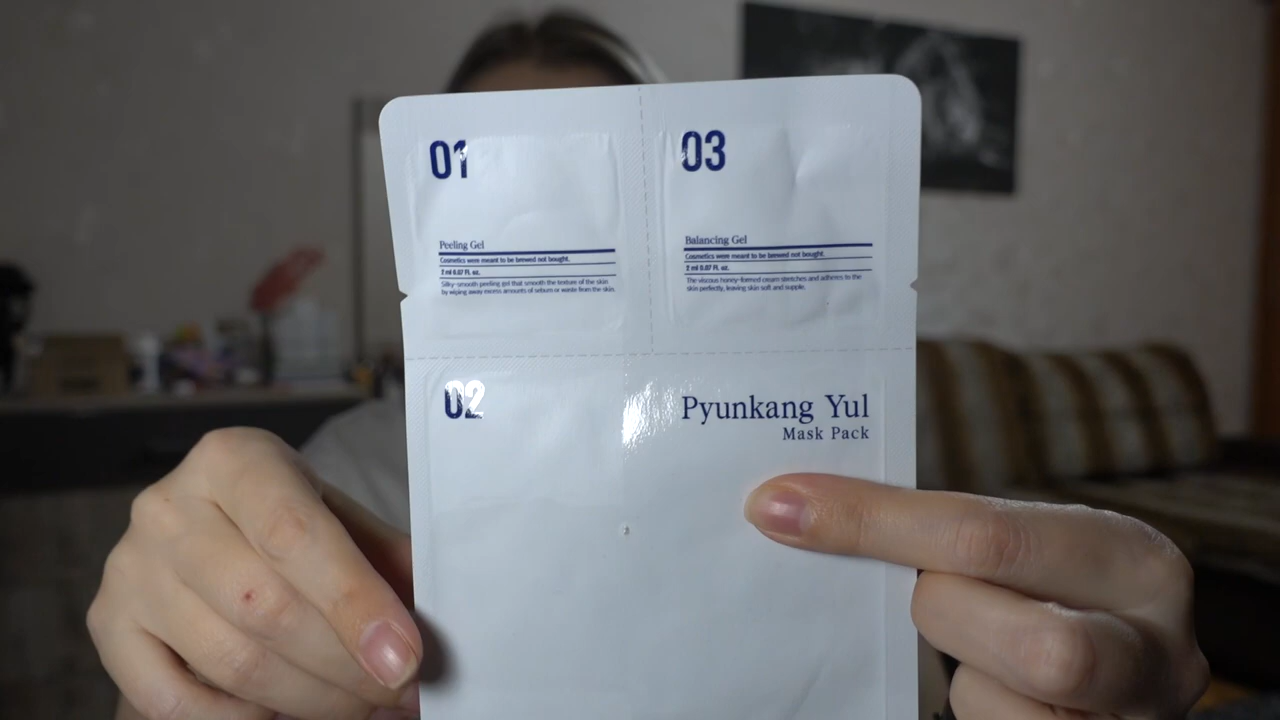 01
Peeling Gel
Cosmetics were meant to be brewed not bought.
2 ml 0.07 Fl. oz.
Silky-smooth peeling gel that smooth the texture of the skin
by wiping away excess amounts of sebum or waste from the skin.
03
Balancing Gel
Cosmetics were meant to be brewed not bought.
2 ml 0.07 Fl. oz.
The viscous honey-formed cream stretches and adheres to the
skin perfectly, leaving skin soft and supple.
02
Pyunkang Yul
Mask Pack